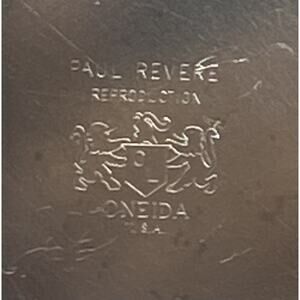 PAUL REVERE
REPRODUCTION
O
L
ONEIDA
U.S.A.